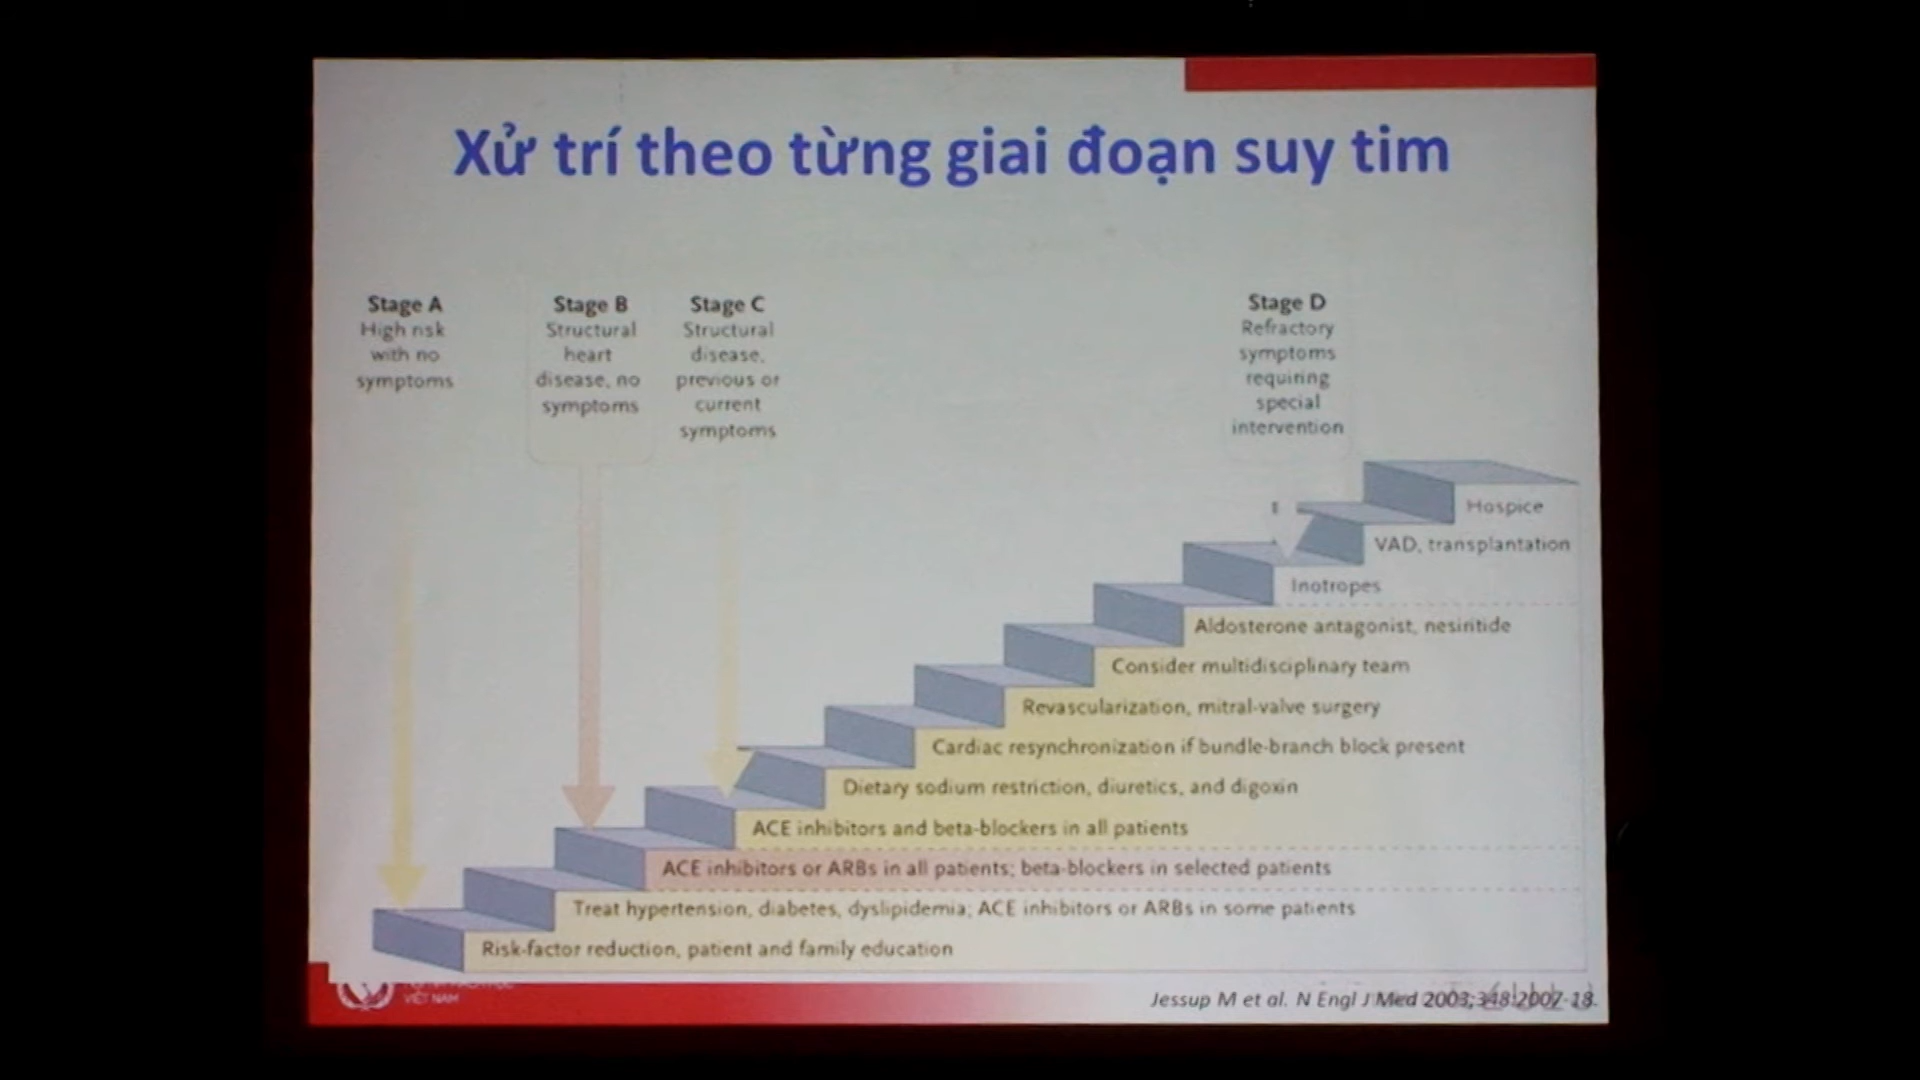 Xử trí theo từng giai đoạn suy tim
Stage A
High risk
with no
symptoms
Stage B
Structural
heart
disease, no
symptoms
Stage C
Structural
disease,
previous or
current
symptoms
Stage D
Refractory
symptoms
requiring
special
intervention
Hospice
VAD, transplantation
Inotropes
Aldosterone antagonist, nesiritide
Consider multidisciplinary team
Revascularization, mitral-valve surgery
Cardiac resynchronization if bundle-branch block present
Dietary sodium restriction, diuretics, and digoxin
ACE inhibitors and beta-blockers in all patients
ACE inhibitors or ARBs in all patients; beta-blockers in selected patients
Treat hypertension, diabetes, dyslipidemia; ACE inhibitors or ARBs in some patients
Risk-factor reduction, patient and family education
VIỆT NAM
Jessup M et al. N Engl J Med 2003;348:2007-18.